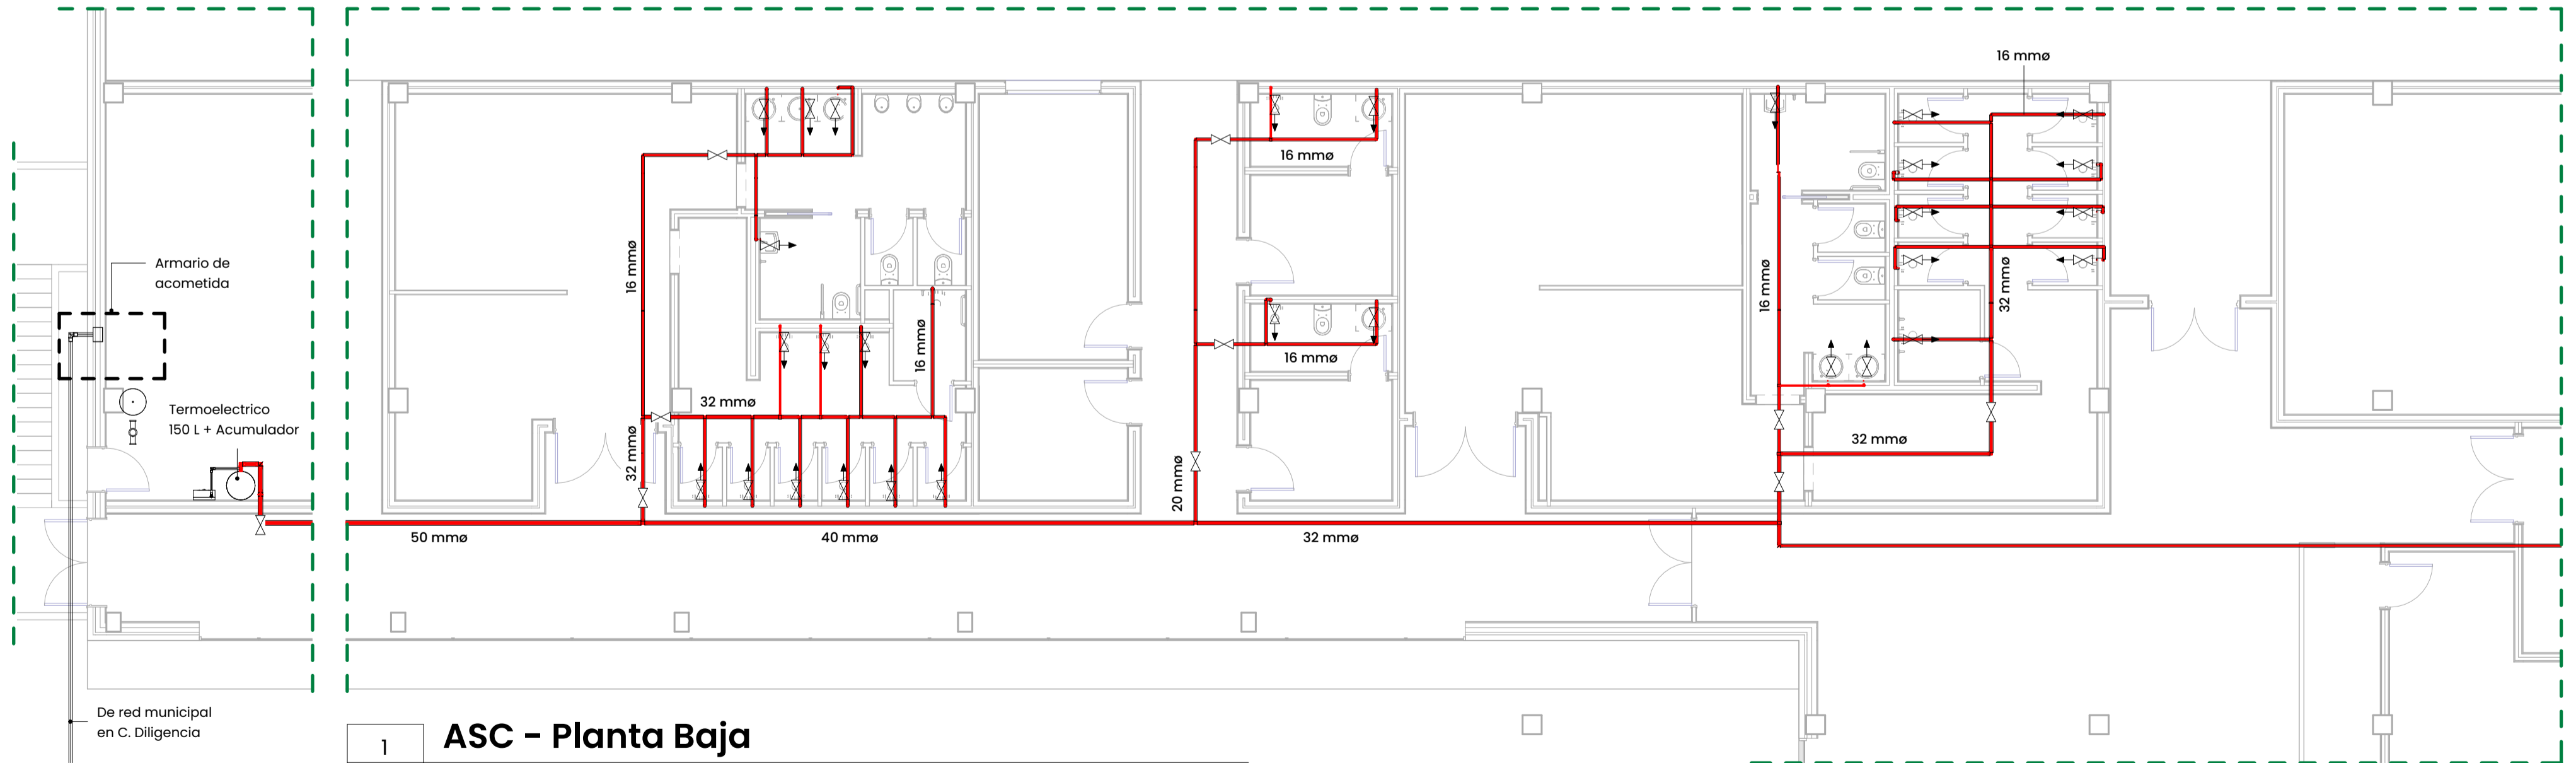 16 mmø
16 mmø
16 mmø
Armario de
acometida
16 mmø
16 mmø
32 mmø
16 mmø
16 mmø
32 mmø
Termoelectrico
150 L + Acumulador
32 mmø
32 mmø
20 mmø
50 mmø
40 mmø
32 mmø
De red municipal
en C. Diligencia
1
ASC - Planta Baja